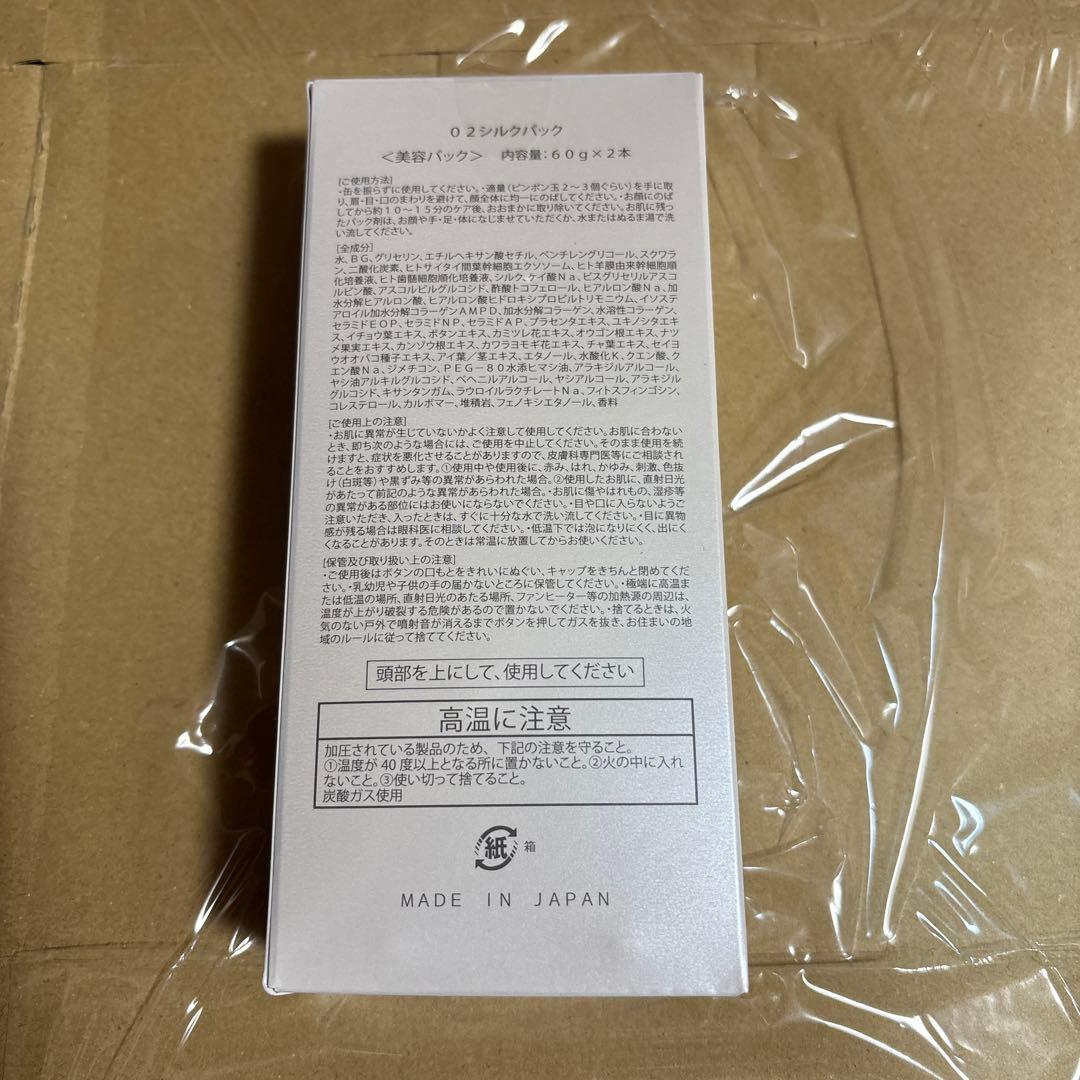 ０２シルクパック
＜美容パック＞　内容量：６０ｇ×２本
[ご使用方法]
・缶を振らずに使用してください。・適量（ピンポン玉２～３個ぐらい）を手に取
り、眉・目・口のまわりを避けて、顔全体に均一にのばしてください。・お顔にのば
してから約１０～１５分のケア後、おおまかに取り除いてください。お肌に残っ
たパック剤は、お顔や手・足・体になじませていただくか、水またはぬるま湯で洗
い流してください。
[全成分]
水、ＢＧ、グリセリン、エチルヘキサン酸セチル、ペンチレングリコール、スクワラ
ン、二酸化炭素、ヒトサイタイ間葉幹細胞エクソソーム、ヒト羊膜由来幹細胞順
化培養液、ヒト歯髄細胞順化培養液、シルク、ケイ酸Ｎａ、ビスグリセリルアスコ
ルビン酸、アスコルビルグルコシド、酢酸トコフェロール、ヒアルロン酸Ｎａ、加
水分解ヒアルロン酸、ヒアルロン酸ヒドロキシプロピルトリモニウム、イソステ
アロイル加水分解コラーゲンＡＭＰＤ、加水分解コラーゲン、水溶性コラーゲン、
セラミドＥＯＰ、セラミドＮＰ、セラミドＡＰ、プラセンタエキス、ユキノシタエキ
ス、イチョウ葉エキス、ボタンエキス、カミツレ花エキス、オウゴン根エキス、ナツ
メ果実エキス、カンゾウ根エキス、カワラヨモギ花エキス、チャ葉エキス、セイヨ
ウオオバコ種子エキス、アイ葉／茎エキス、エタノール、水酸化Ｋ、クエン酸、ク
エン酸Ｎａ、ジメチコン、ＰＥＧ－８０水添ヒマシ油、アラキジルアルコール、
ヤシ油アルキルグルコシド、ベヘニルアルコール、ヤシアルコール、アラキジル
グルコシド、キサンタンガム、ラウロイルラクチレートＮａ、フィトスフィンゴシン、
コレステロール、カルボマー、堆積岩、フェノキシエタノール、香料
[ご使用上の注意]
・お肌に異常が生じていないかよく注意して使用してください。お肌に合わない
とき、即ち次のような場合には、ご使用を中止してください。そのまま使用を続
けますと、症状を悪化させることがありますので、皮膚科専門医等にご相談され
ることをおすすめします。①使用中や使用後に、赤み、はれ、かゆみ、刺激、色抜
け（白斑等）や黒ずみ等の異常があらわれた場合。②使用したお肌に、直射日光
があたって前記のような異常があらわれた場合。・お肌に傷やはれもの、湿疹等
の異常がある部位にはお使いにならないでください。・目や口に入らないようご
注意いただき、入ったときは、すぐに十分な水で洗い流してください。・目に異物
感が残る場合は眼科医に相談してください。・低温下では泡になりにくく、出にく
くなることがあります。そのときは常温に放置してからお使いください。
[保管及び取り扱い上の注意]
・ご使用後はボタンの口もとをきれいにぬぐい、キャップをきちんと閉めてくださ
い。・乳幼児や子供の手の届かないところに保管してください。・極端に高温ま
たは低温の場所、直射日光のあたる場所、ファンヒーター等の加熱源の周辺は、
温度が上がり破裂する危険があるので置かないでください。・捨てるときは、火
気のない戸外で噴射音が消えるまでボタンを押してガスを抜き、お住まいの地
域のルールに従って捨ててください。
頭部を上にして、使用してください
高温に注意
加圧されている製品のため、下記の注意を守ること。
①温度が 40 度以上となる所に置かないこと。②火の中に入れ
ないこと。③使い切って捨てること。
炭酸ガス使用
紙 箱
MADE IN JAPAN